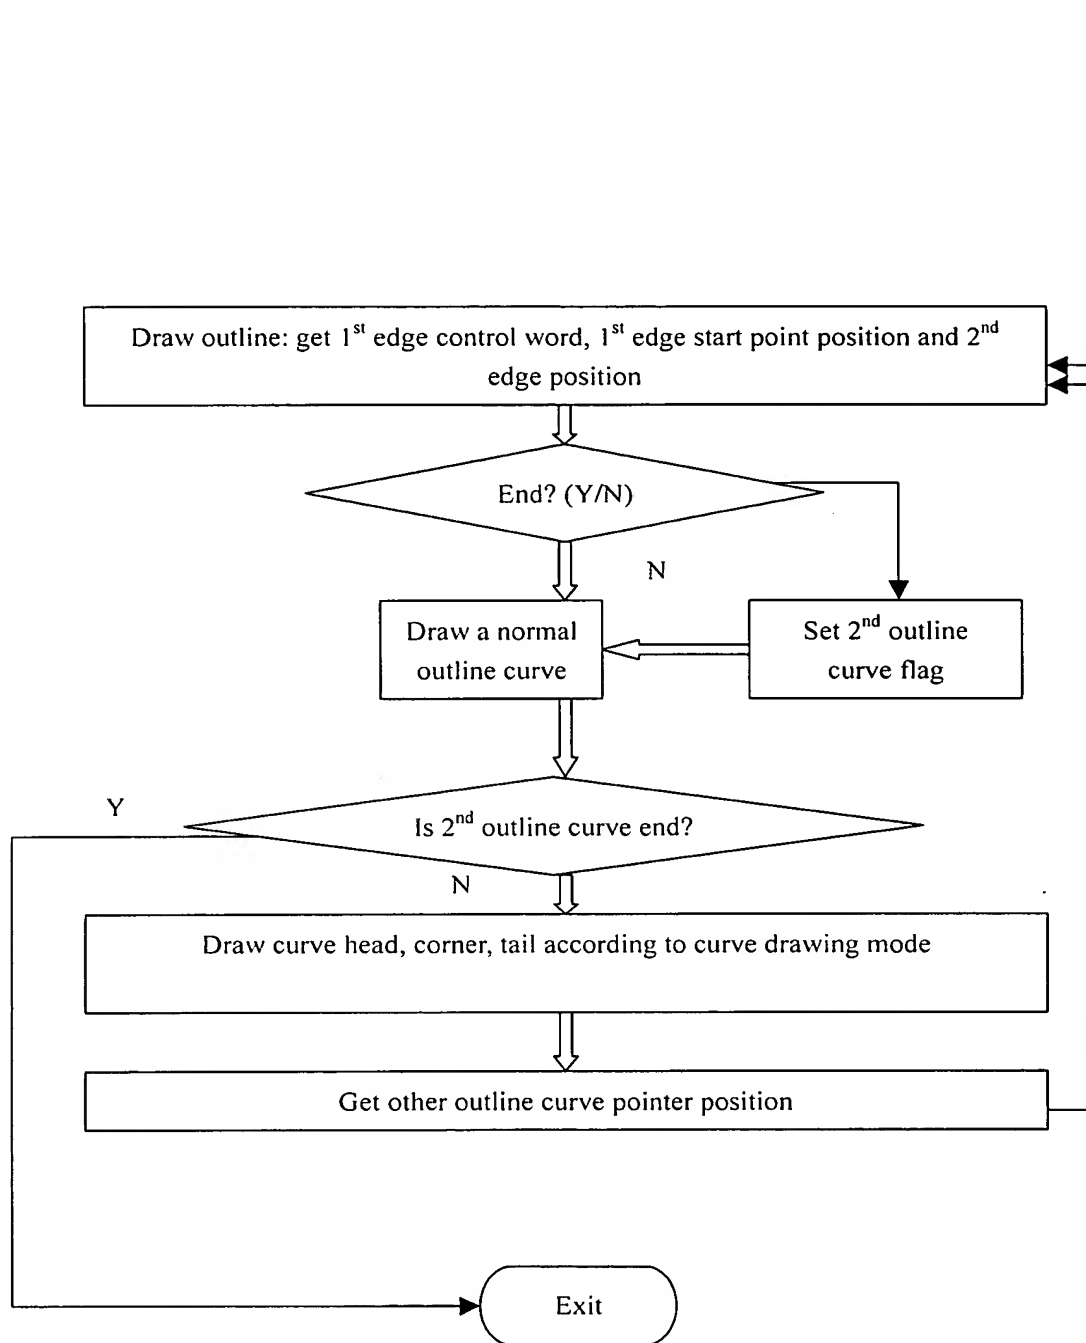 Draw outline: get 1st edge control word, 1st edge start point position and 2nd
edge position
End? (Y/N)
N
Draw a normal
outline curve
Set 2nd outline
curve flag
Y
Is 2nd outline curve end?
N
Draw curve head, corner, tail according to curve drawing mode
Get other outline curve pointer position
Exit